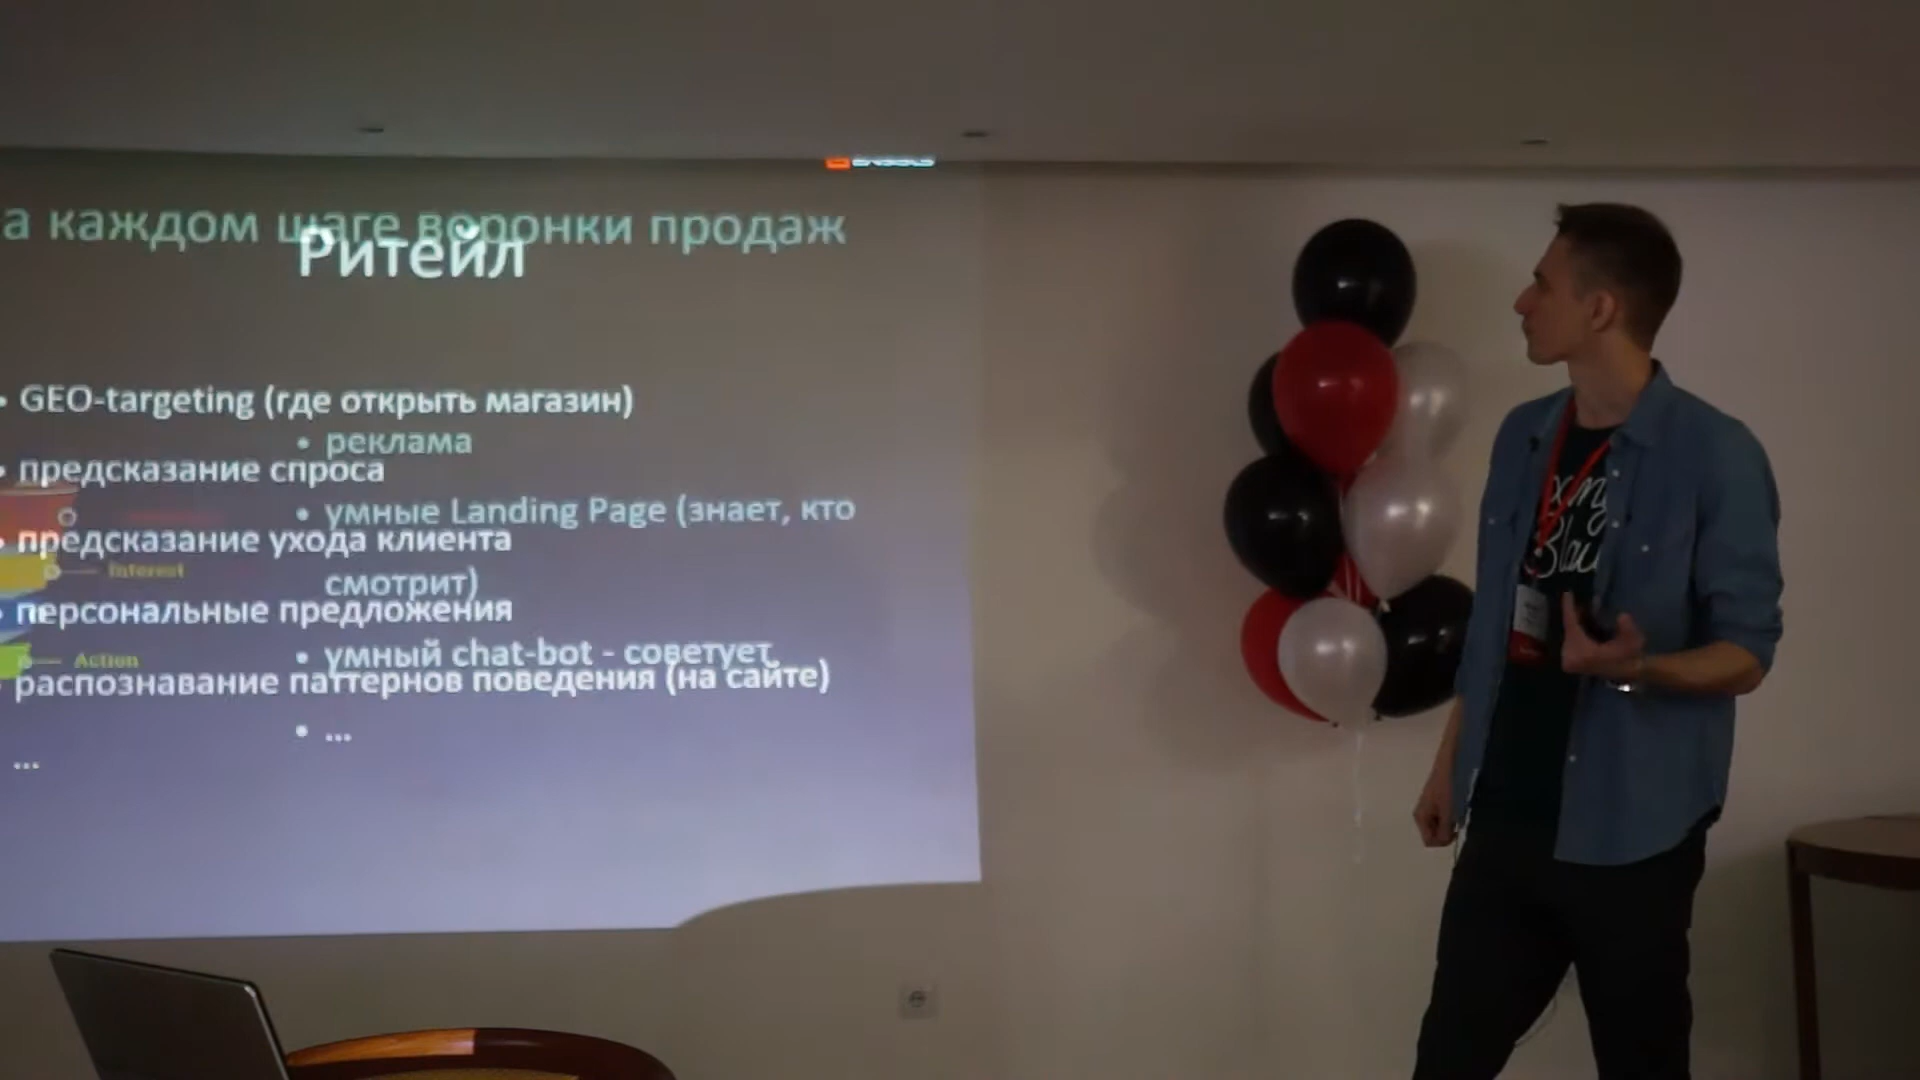 а каждом шаге воронки продаж
Ритейл
• GEO-targeting (где открыть магазин)
• реклама
• предсказание спроса
• умные Landing Page (знает, кто
• предсказание ухода клиента
Interest
смотрит)
• персональные предложения
• умный chat-bot - советует
Action
распознавание паттернов поведения (на сайте)
• ...
...